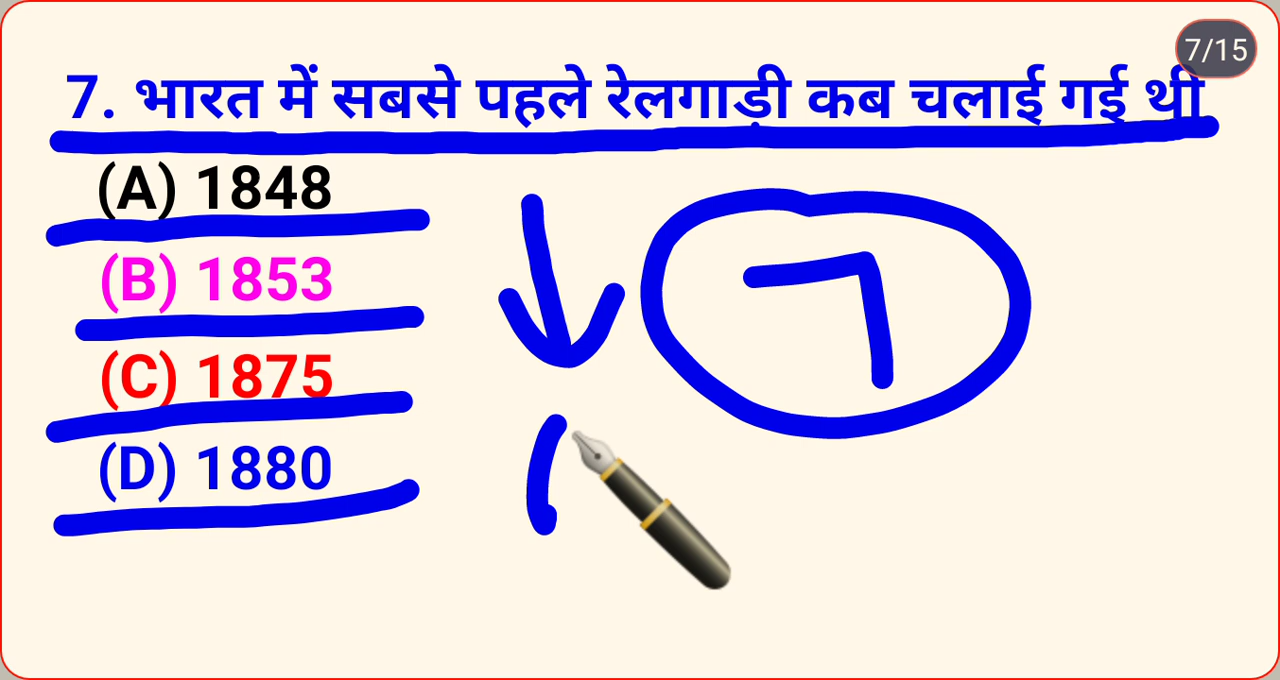 7/15
7. भारत में सबसे पहले रेलगाड़ी कब चलाई गई थी
(A) 1848
(B) 1853
7
(C) 1875
(D) 1880